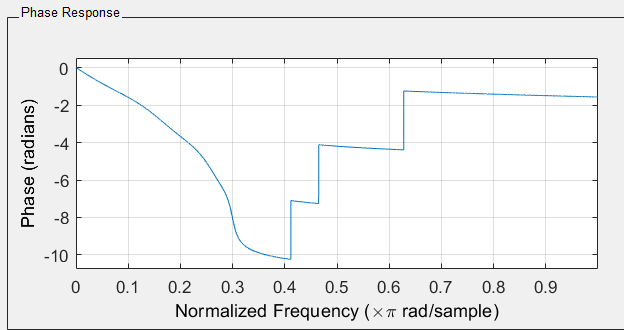 Phase Response
0
-2
-4
-6
-8
-10
Phase (radians)
0 0.1 0.2 0.3 0.4 0.5 0.6 0.7 0.8 0.9
Normalized Frequency (×π rad/sample)